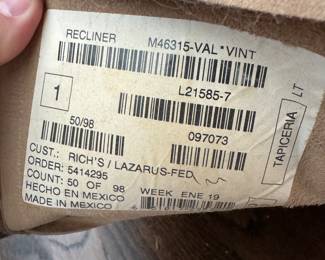 RECLINER M46315-VAL*VINT
L21585-7
1
50/98
097073
TAPICERIA
LT
CUST.: RICH'S / LAZARUS-FED
ORDER: 5414295
COUNT: 50 OF 98 WEEK ENE 19
HECHO EN MEXICO
MADE IN MEXICO